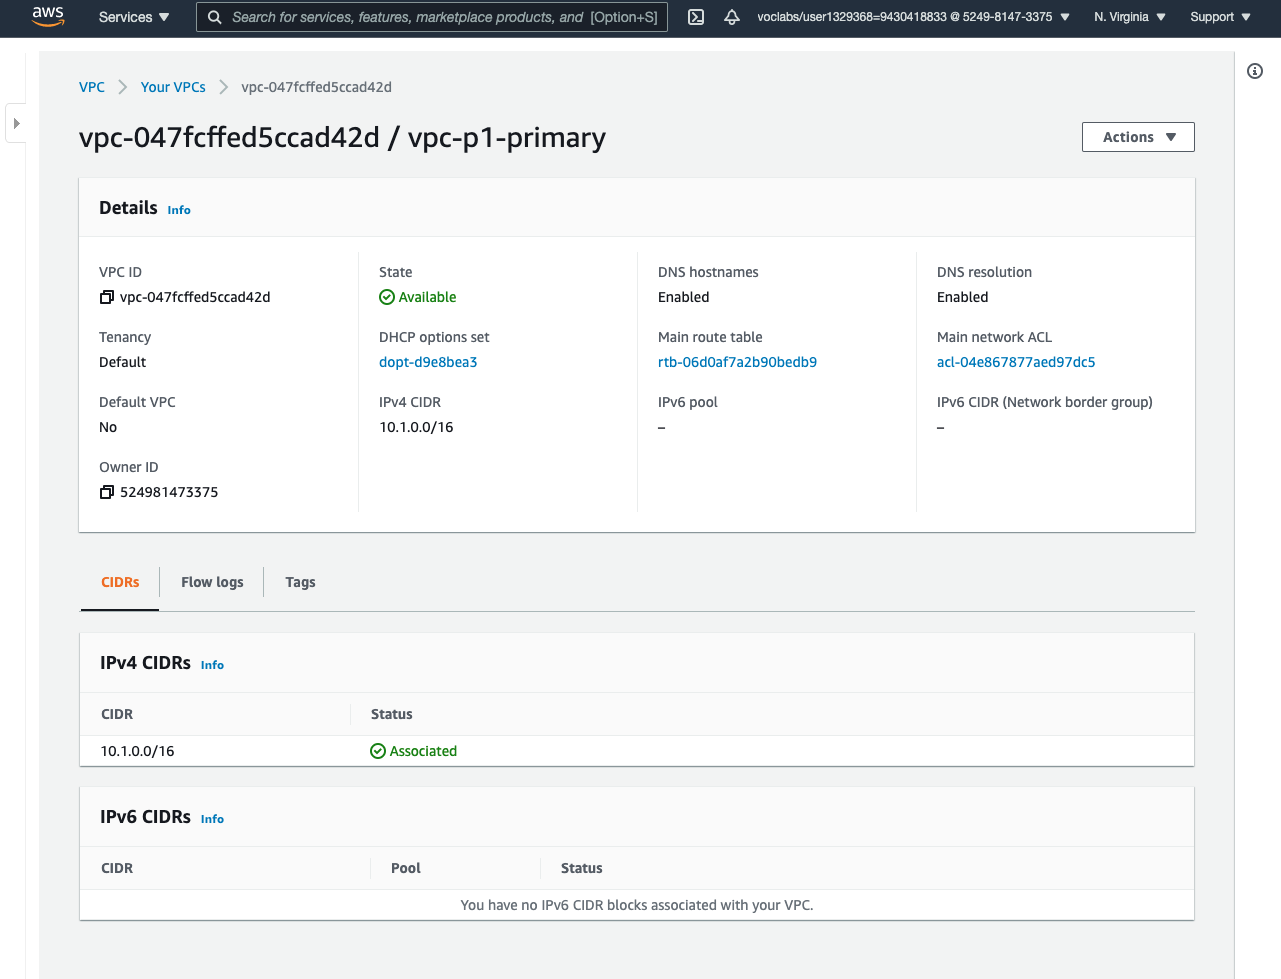 aws Services Search for services, features, marketplace products, and [Option+S] voclabs/user1329368=9430418833 @ 5249-8147-3375 N. Virginia Support
VPC Your VPCs vpc-047fcffed5ccad42d
vpc-047fcffed5ccad42d / vpc-p1-primary Actions
Details Info
VPC ID State DNS hostnames DNS resolution
vpc-047fcffed5ccad42d Available Enabled Enabled
Tenancy DHCP options set Main route table Main network ACL
Default dopt-d9e8bea3 rtb-06d0af7a2b90bedb9 acl-04e867877aed97dc5
Default VPC IPv4 CIDR IPv6 pool IPv6 CIDR (Network border group)
No 10.1.0.0/16 – –
Owner ID
524981473375
CIDRs Flow logs Tags
IPv4 CIDRs Info
CIDR Status
10.1.0.0/16 Associated
IPv6 CIDRs Info
CIDR Pool Status
You have no IPv6 CIDR blocks associated with your VPC.